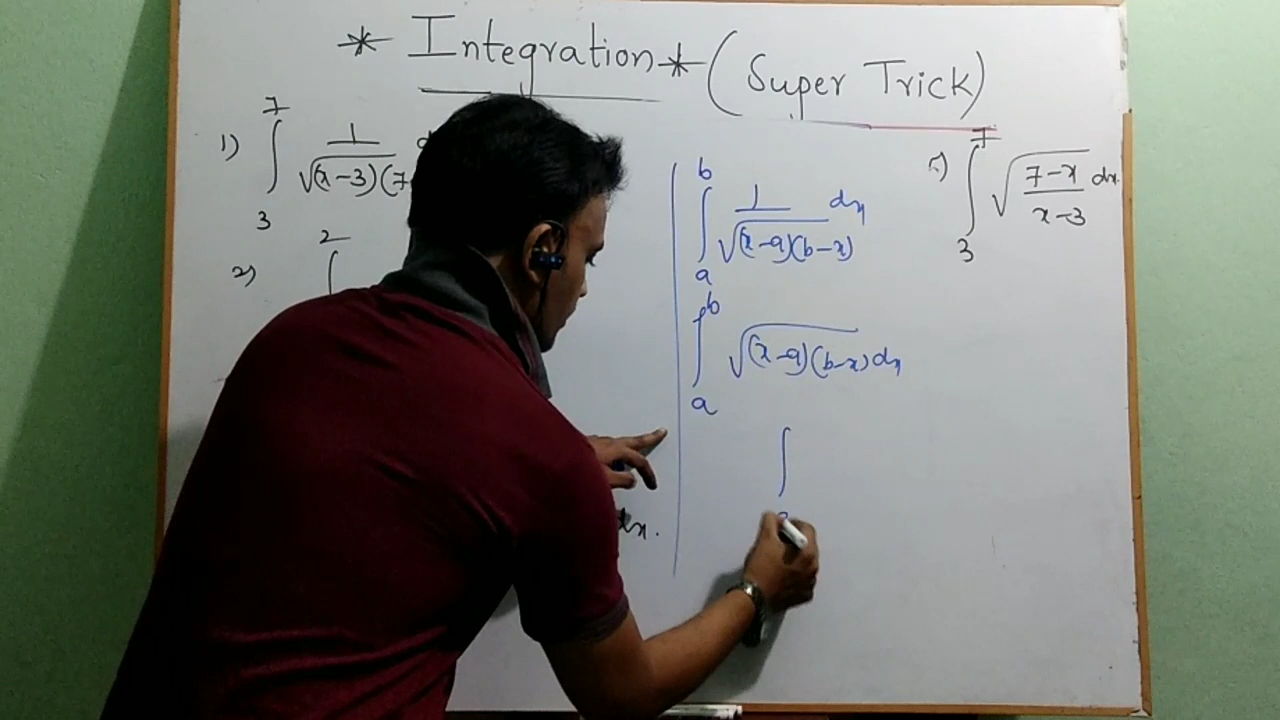 * Integration * (Super Trick)
1) ∫₃⁷ 1/√(x-3)(7
2) ∫²
dx.
∫ₐᵇ 1/√(x-a)(b-x) dx
∫ₐᵇ √(x-a)(b-x) dx
∫
5) ∫₃⁷ √(7-x)/(x-3) dx